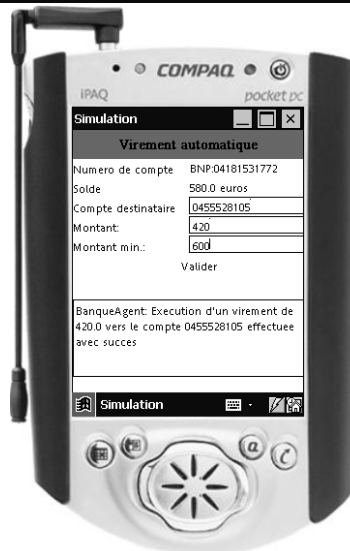 COMPAQ
iPAQ pocket pc
Simulation
Virement automatique
Numero de compte BNP:04181531772
Solde 580.0 euros
Compte destinataire 0455528105
Montant: 420
Montant min.: 600
Valider
BanqueAgent: Execution d'un virement de
420.0 vers le compte 0455528105 effectuee
avec succes
Simulation